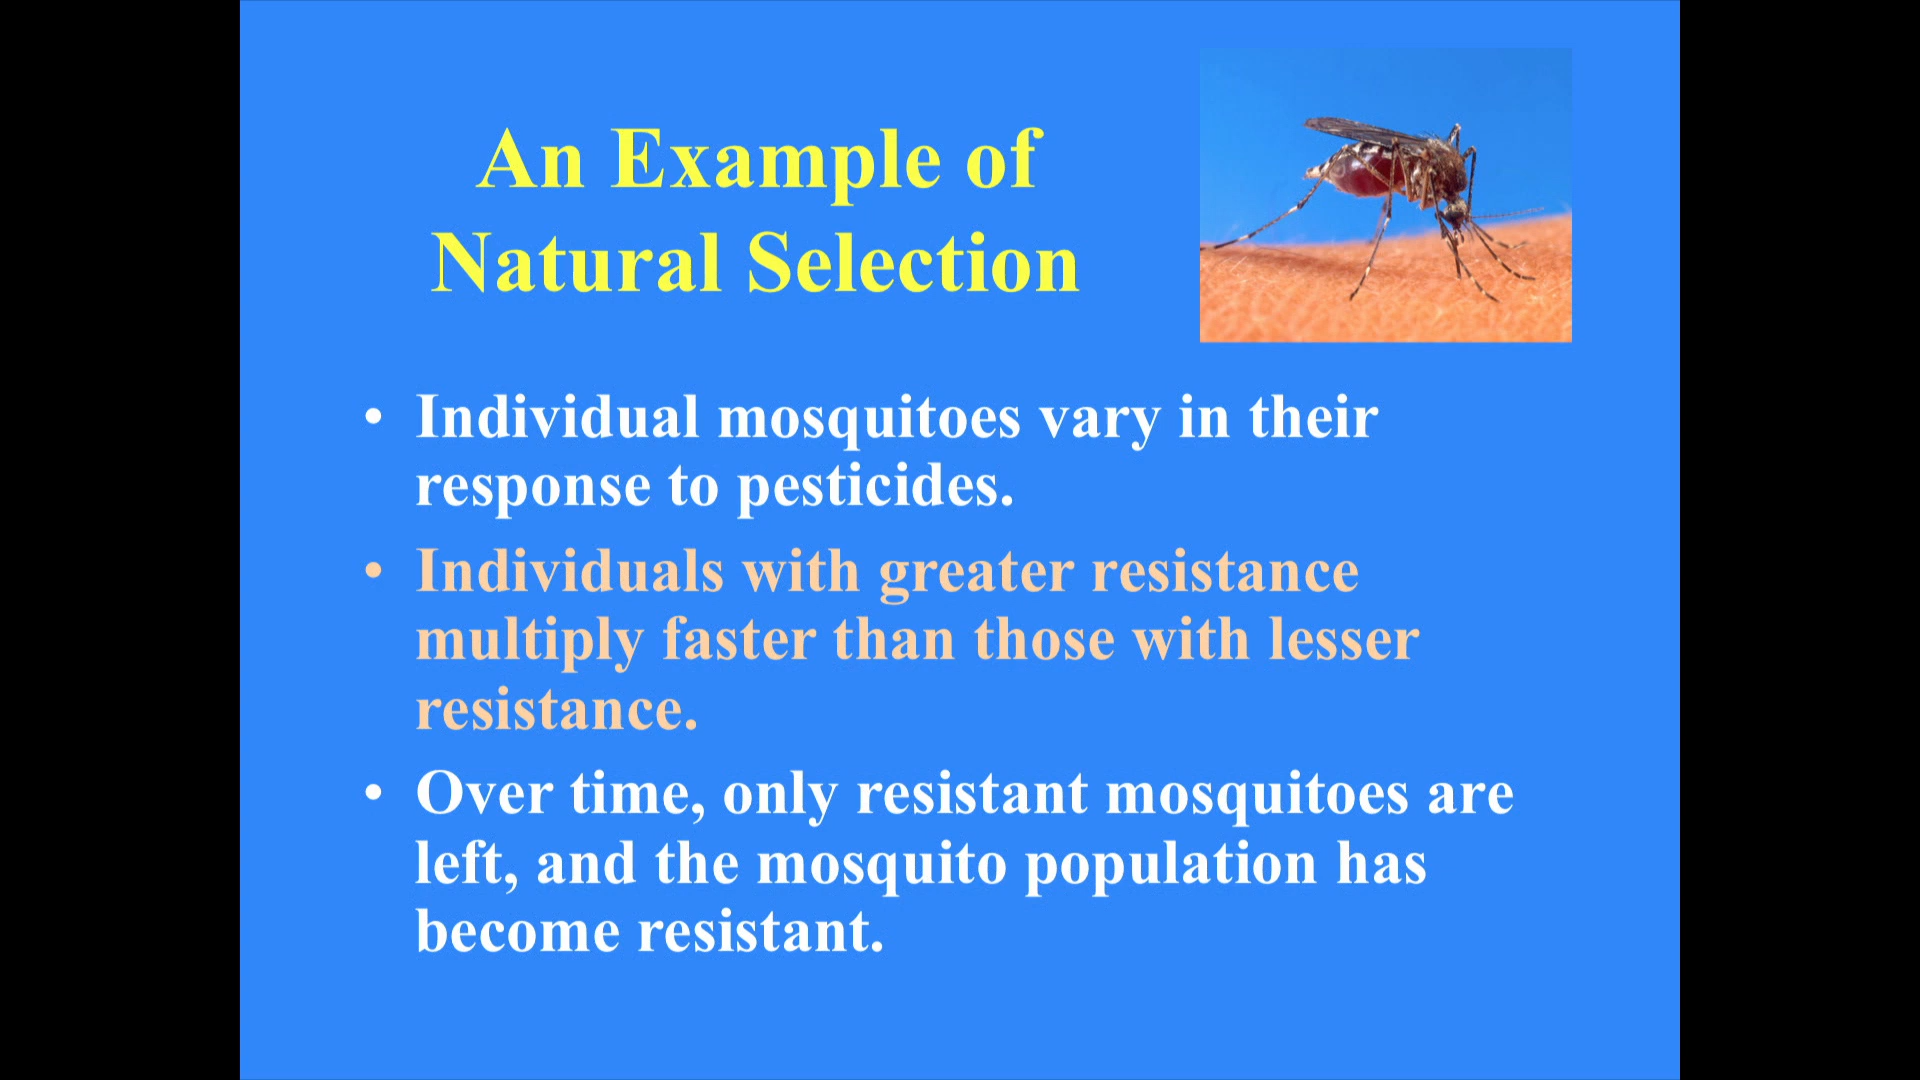 An Example of
Natural Selection
• Individual mosquitoes vary in their
response to pesticides.
• Individuals with greater resistance
multiply faster than those with lesser
resistance.
• Over time, only resistant mosquitoes are
left, and the mosquito population has
become resistant.